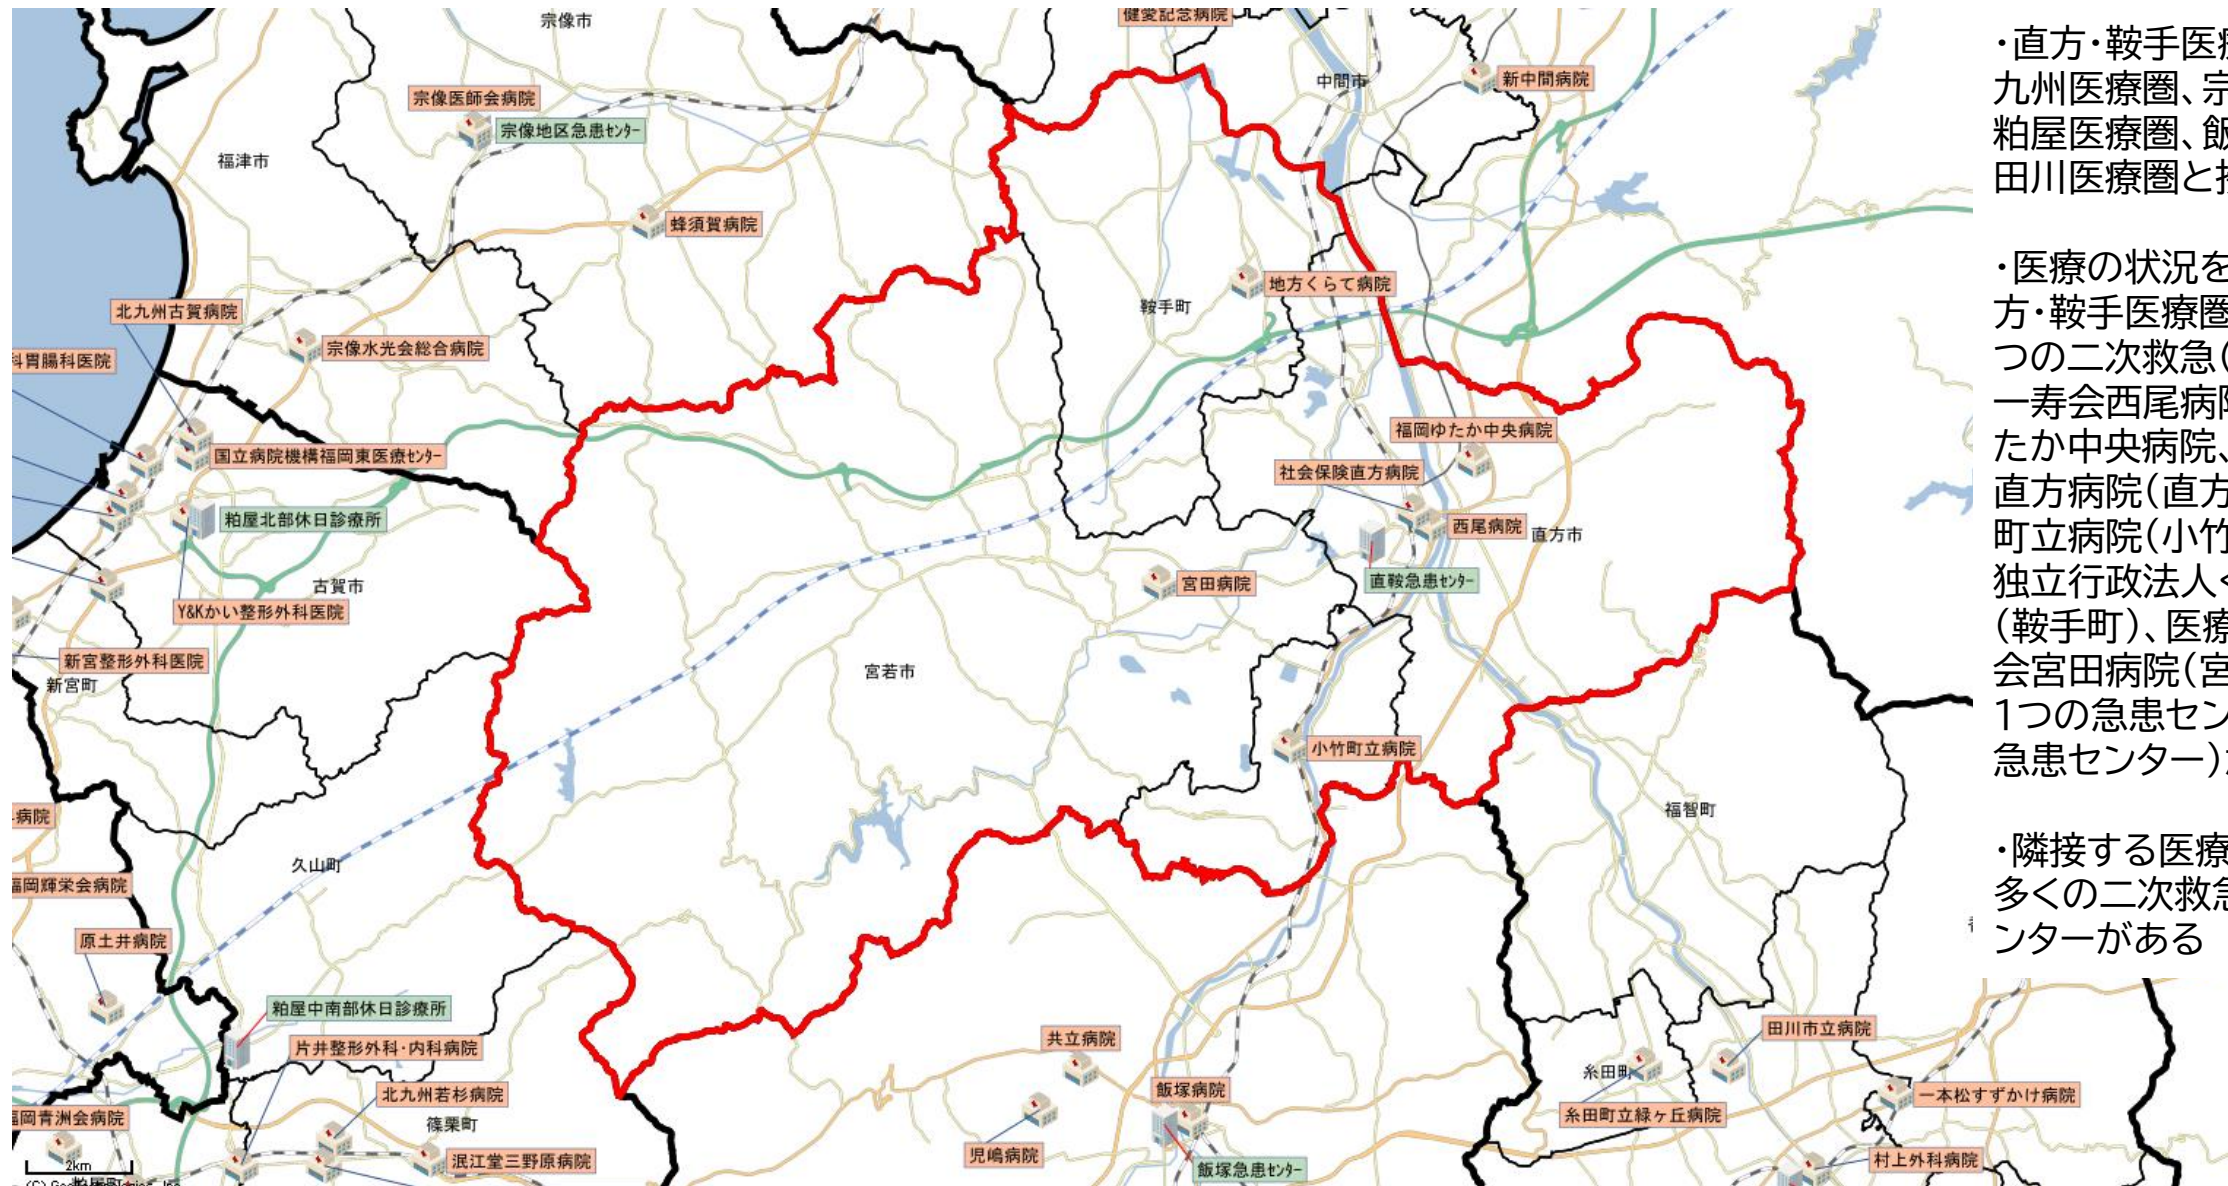 宗像市
健愛記念病院
中間市
新中間病院
宗像医師会病院
宗像地区急患センター
福津市
蜂須賀病院
地方くらて病院
鞍手町
北九州古賀病院
宗像水光会総合病院
科胃腸科医院
福岡ゆたか中央病院
国立病院機構福岡東医療センター
社会保険直方病院
粕屋北部休日診療所
西尾病院
直方市
古賀市
宮田病院
直鞍急患センター
Y&Kかい整形外科医院
新宮整形外科医院
新宮町
宮若市
小竹町立病院
病院
福智町
久山町
福岡輝栄会病院
原土井病院
粕屋中南部休日診療所
片井整形外科・内科病院
共立病院
田川市立病院
糸田町
北九州若杉病院
飯塚病院
一本松すずかけ病院
福岡青洲会病院
篠栗町
糸田町立緑ヶ丘病院
児嶋病院
泯江堂三野原病院
飯塚急患センター
村上外科病院
2km
・直方・鞍手医
九州医療圏、宗
粕屋医療圏、飯
田川医療圏と
・医療の状況を
方・鞍手医療圏
つの二次救急(
一寿会西尾病
たか中央病院、
直方病院(直方
町立病院(小竹
独立行政法人
(鞍手町)、医療
会宮田病院(宮
1つの急患セン
急患センター)
・隣接する医療
多くの二次救急
ンターがある